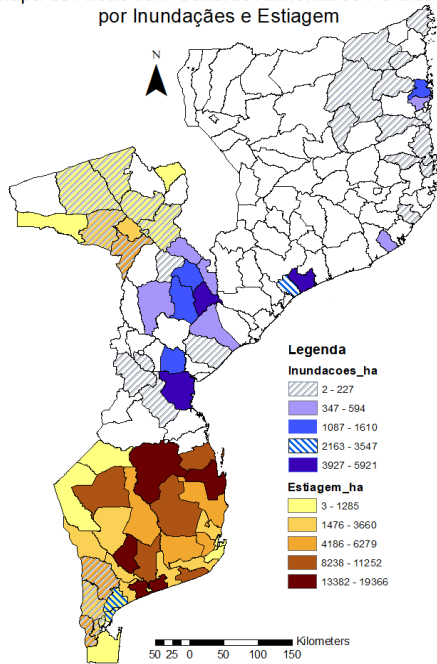 por Inundaçães e Estiagem
N
Legenda
Inundacoes_ha
2 - 227
347 - 594
1087 - 1610
2163 - 3547
3927 - 5921
Estiagem_ha
3 - 1285
1476 - 3660
4186 - 6279
8238 - 11252
13382 - 19366
Kilometers
50 25 0 50 100 150